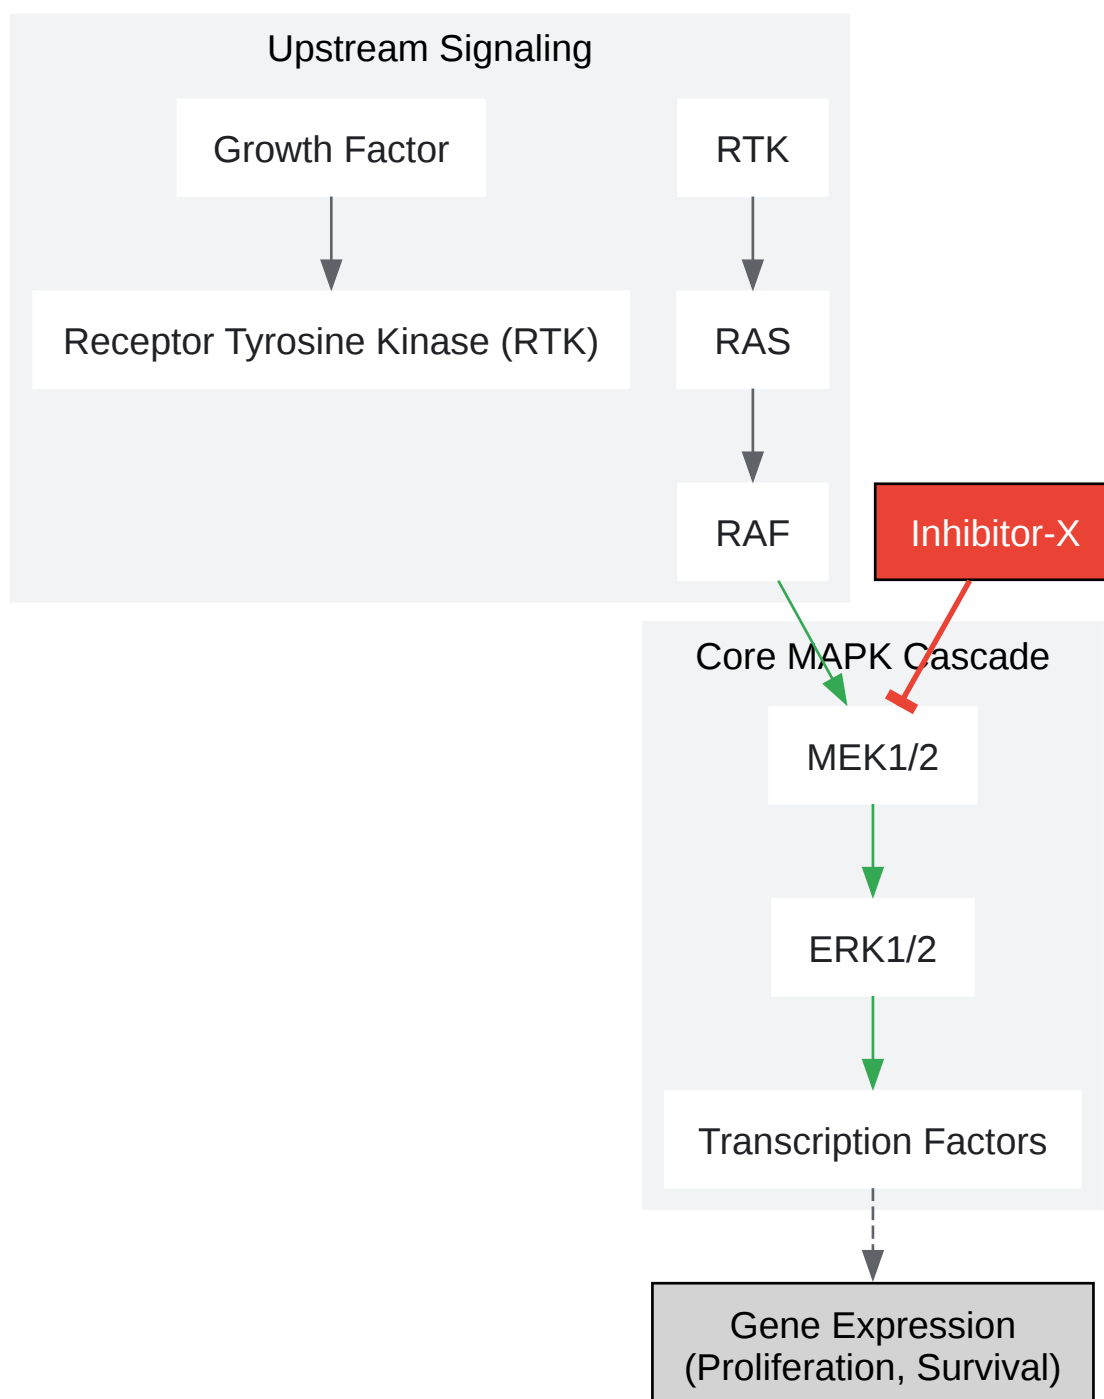 Upstream Signaling
Growth Factor
RTK
Receptor Tyrosine Kinase (RTK)
RAS
RAF
Inhibitor-X
Core MAPK Cascade
MEK1/2
ERK1/2
Transcription Factors
Gene Expression
(Proliferation, Survival)